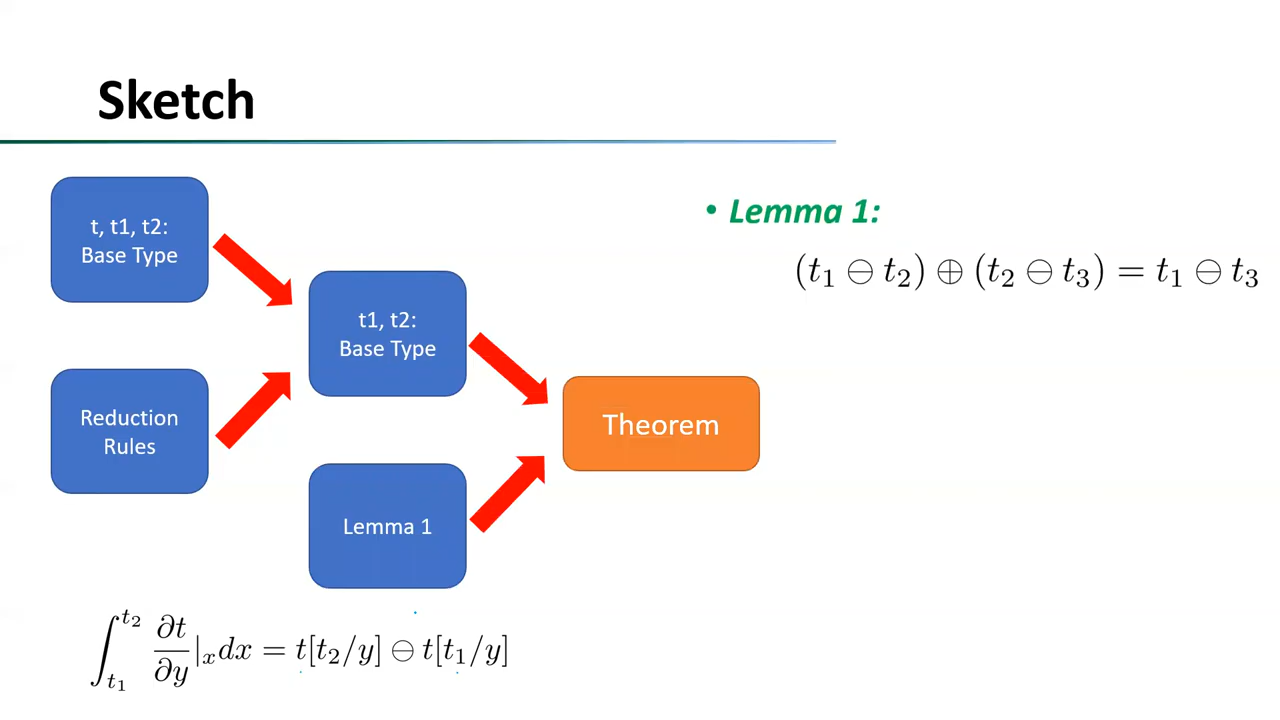 Sketch
t, t1, t2:
Base Type
Reduction
Rules
t1, t2:
Base Type
Lemma 1
Theorem
• Lemma 1:
(t₁ ⊖ t₂) ⊕ (t₂ ⊖ t₃) = t₁ ⊖ t₃
∫_{t₁}^{t₂} ∂t/∂y |ₓ dx = t[t₂/y] ⊖ t[t₁/y]